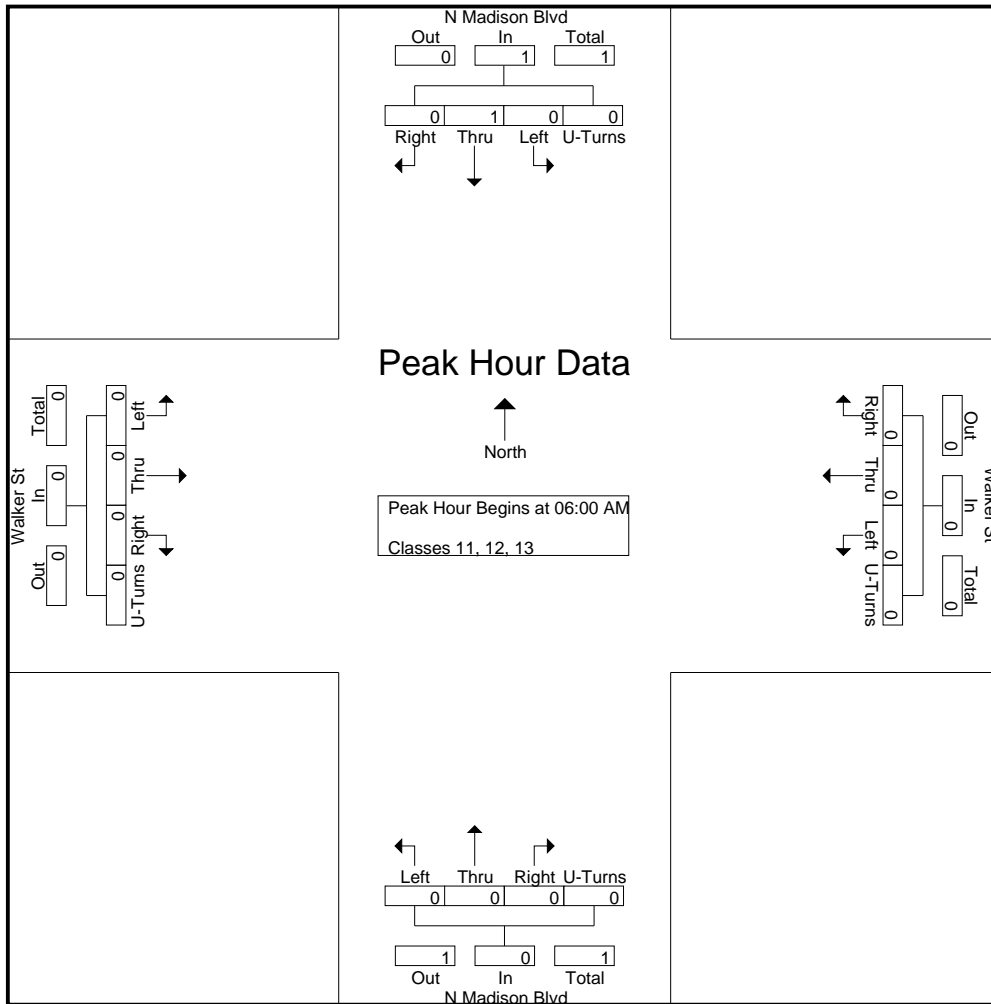 N Madison Blvd
Out In Total
0 1 1
0 1 0 0
Right Thru Left U-Turns
Peak Hour Data
North
Peak Hour Begins at 06:00 AM
Classes 11, 12, 13
Walker St
Total In Out
0 0 0
0 0 0 0
Left Thru Right U-Turns
Right Thru Left U-Turns
0 0 0 0
Out In Total
0 0 0
Walker St
Left Thru Right U-Turns
0 0 0 0
1 0 1
Out In Total
N Madison Blvd